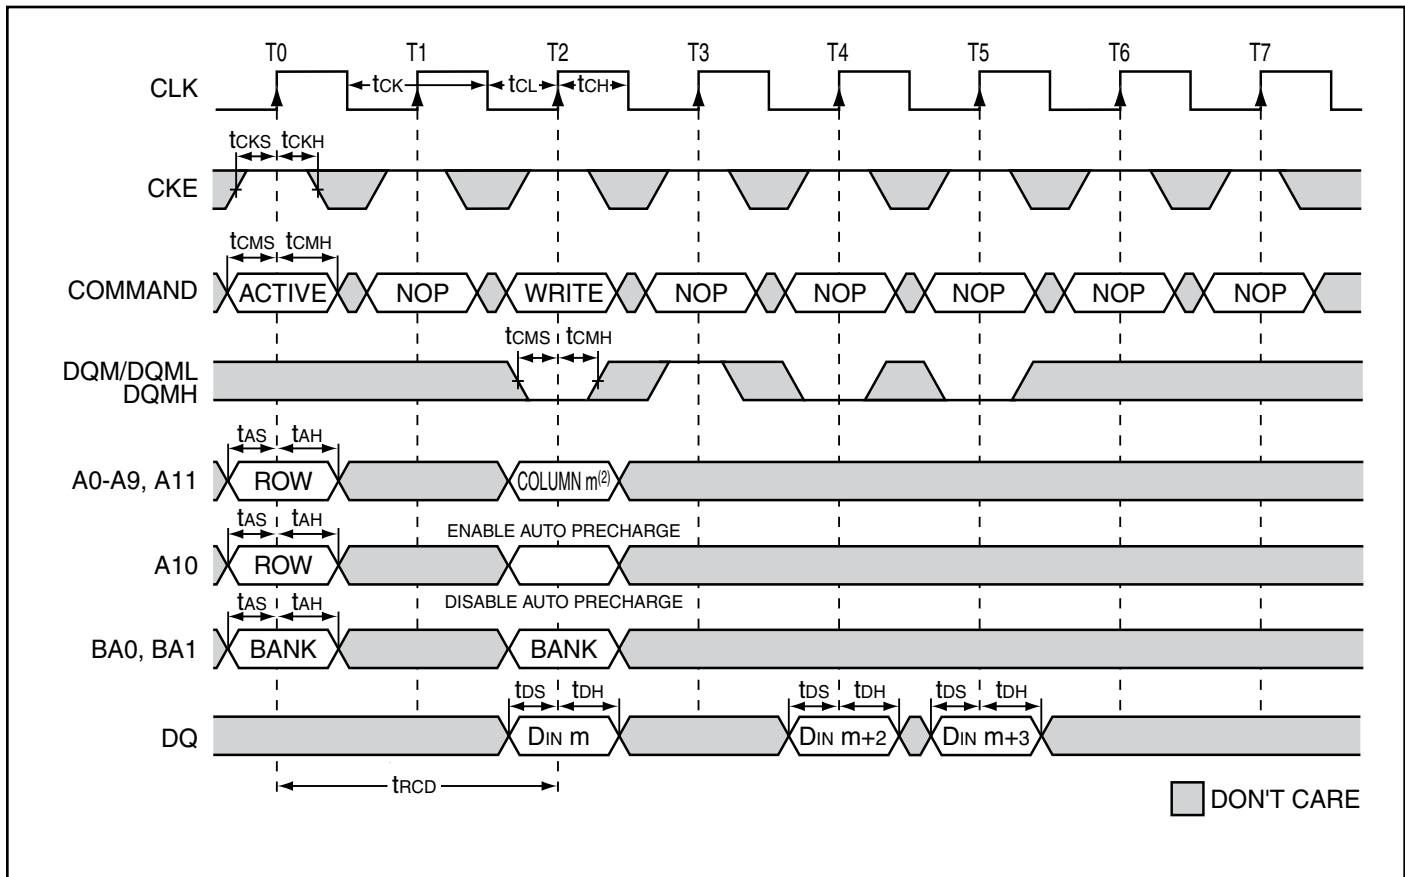 T0 T1 T2 T3 T4 T5 T6 T7
CLK tCK tCL tCH
tCKS tCKH
CKE
tCMS tCMH
COMMAND ACTIVE NOP WRITE NOP NOP NOP NOP NOP
tCMS tCMH
DQM/DQML
DQMH
tAS tAH
A0-A9, A11 ROW COLUMN m(2)
tAS tAH ENABLE AUTO PRECHARGE
A10 ROW
tAS tAH DISABLE AUTO PRECHARGE
BA0, BA1 BANK BANK
tDS tDH tDS tDH tDS tDH
DQ DIN m DIN m+2 DIN m+3
tRCD
DON'T CARE